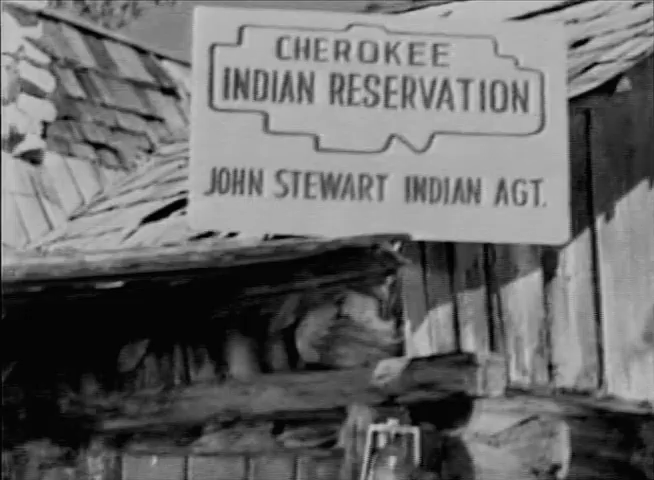 CHEROKEE
INDIAN RESERVATION
JOHN STEWART INDIAN AGT.